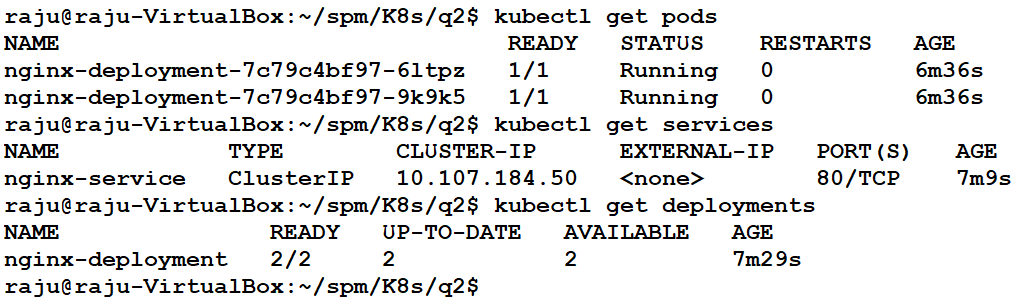 raju@raju-VirtualBox:~/spm/K8s/q2$ kubectl get pods
NAME                                READY   STATUS    RESTARTS   AGE
nginx-deployment-7c79c4bf97-6ltpz   1/1     Running   0          6m36s
nginx-deployment-7c79c4bf97-9k9k5   1/1     Running   0          6m36s
raju@raju-VirtualBox:~/spm/K8s/q2$ kubectl get services
NAME            TYPE        CLUSTER-IP      EXTERNAL-IP   PORT(S)   AGE
nginx-service   ClusterIP   10.107.184.50   <none>        80/TCP    7m9s
raju@raju-VirtualBox:~/spm/K8s/q2$ kubectl get deployments
NAME               READY   UP-TO-DATE   AVAILABLE   AGE
nginx-deployment   2/2     2            2           7m29s
raju@raju-VirtualBox:~/spm/K8s/q2$